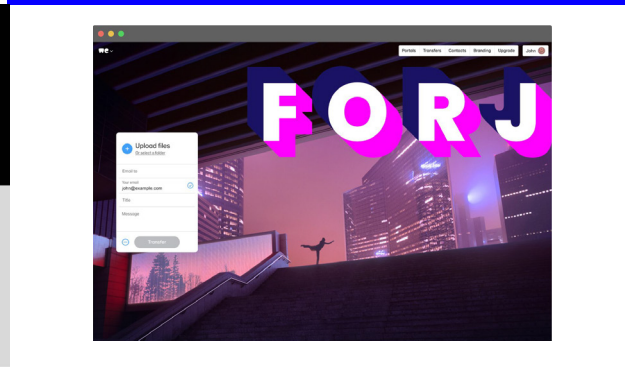 we
Portals Transfers Contacts Branding Upgrade John
FORJ
Upload files
Or select a folder
Email to
Your email
john@example.com
Title
Message
Transfer